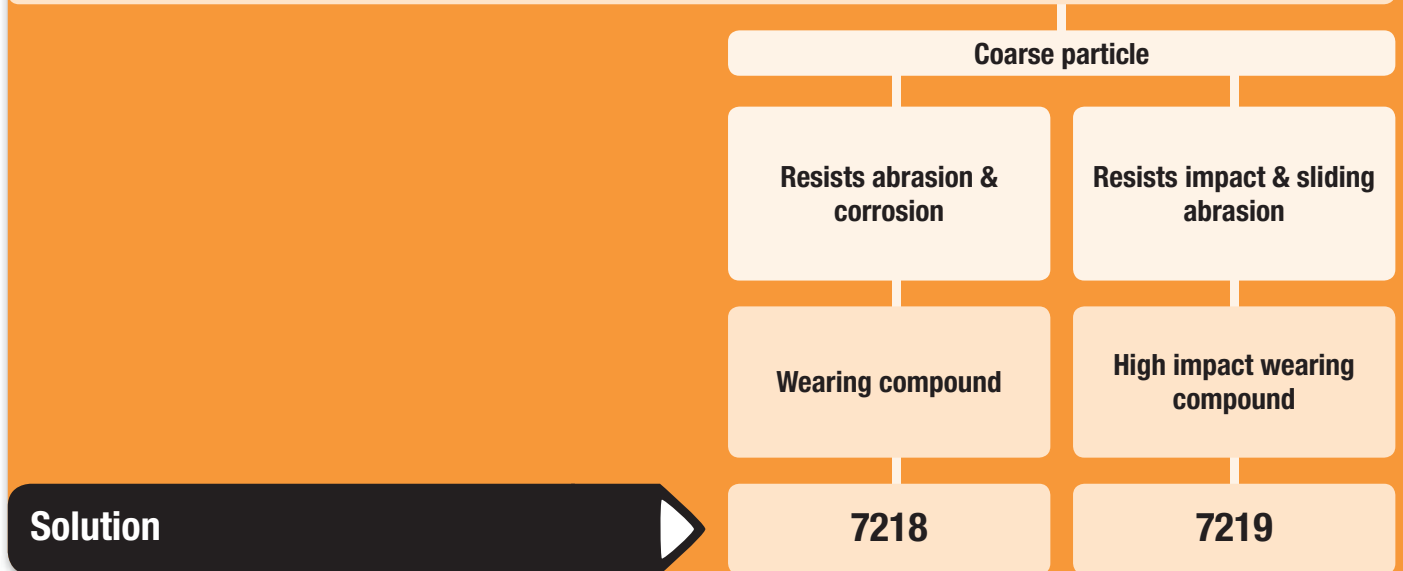 Coarse particle
Resists abrasion &
corrosion
Resists impact & sliding
abrasion
Wearing compound
High impact wearing
compound
Solution
7218
7219